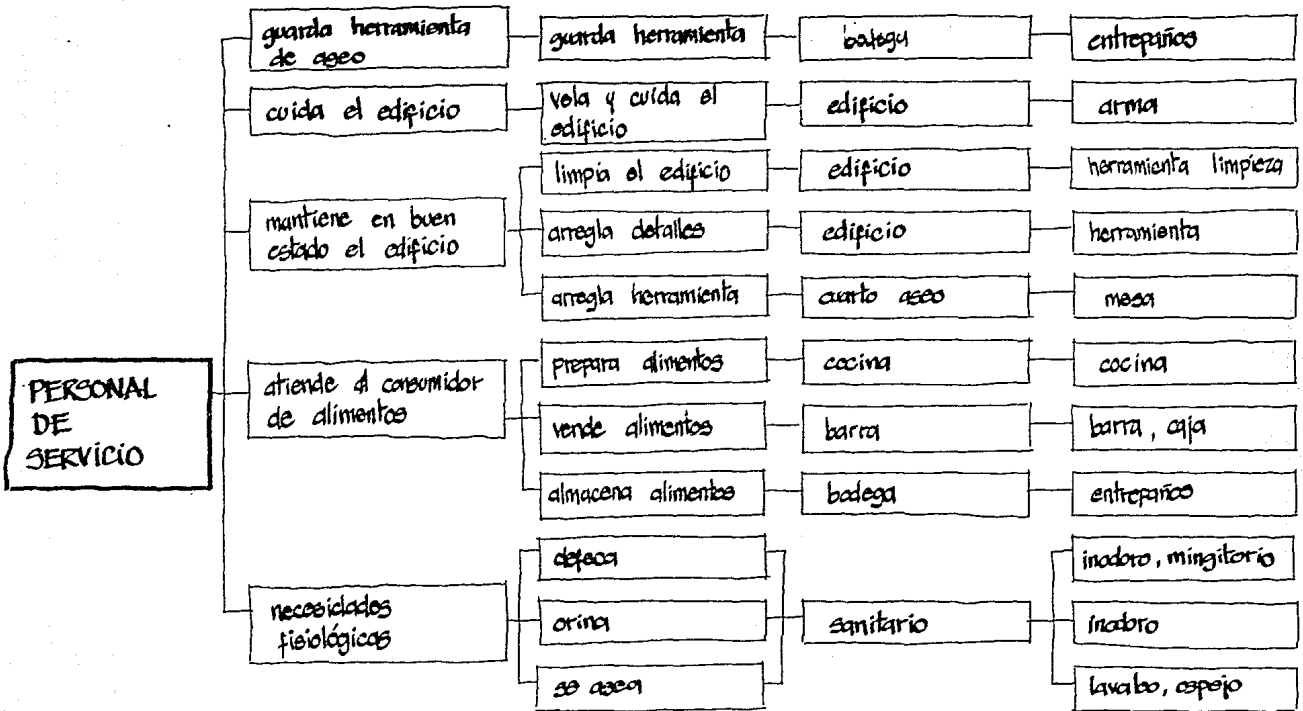 guarda herramienta
de aseo
guarda herramienta
bodega
entrepaños
cuida el edificio
vela y cuida el
edificio
edificio
arma
limpia el edificio
edificio
herramienta limpieza
mantiene en buen
estado el edificio
arregla detalles
edificio
herramienta
arregla herramienta
cuarto aseo
mesa
PERSONAL
DE
SERVICIO
atiende al consumidor
de alimentos
prepara alimentos
cocina
cocina
vende alimentos
barra
barra, caja
almacena alimentos
bodega
entrepaños
necesidades
fisiológicas
defeca
orina
se asea
sanitario
inodoro, mingitorio
inodoro
lavabo, espejo